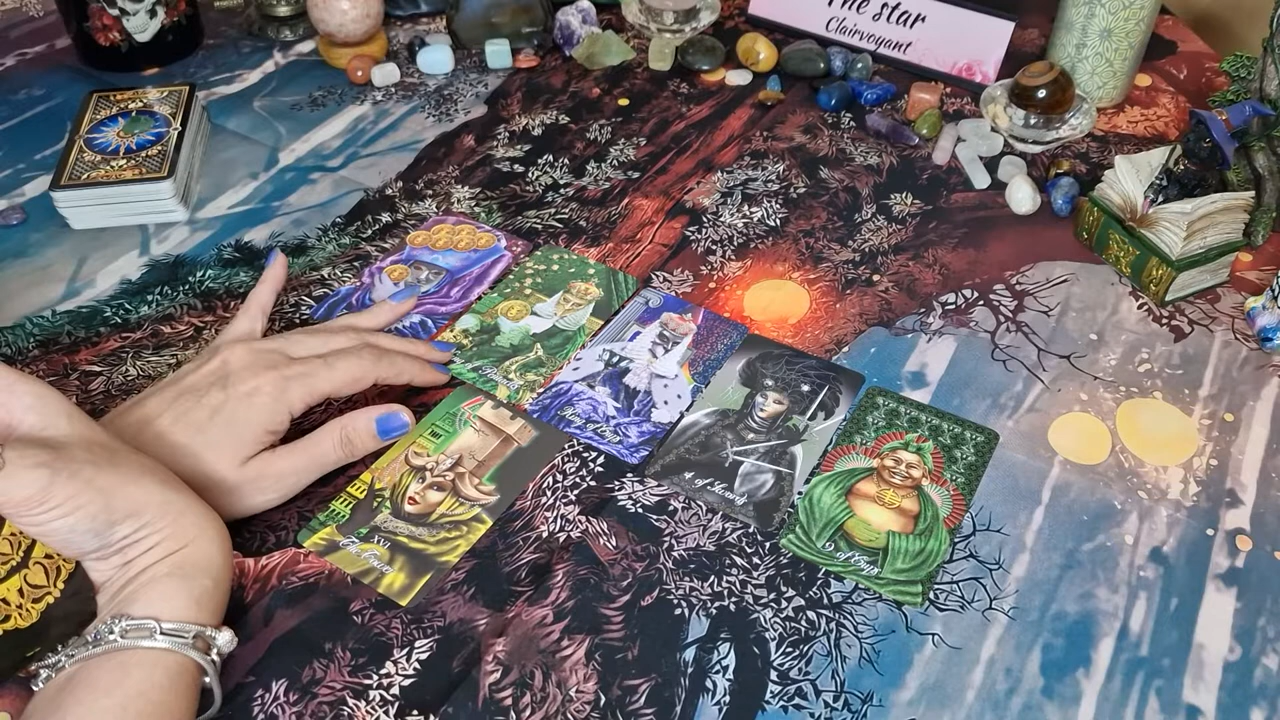 The star
Clairvoyant
King of Cups
4 of Swords
9 of Cups
XVI
The Tower